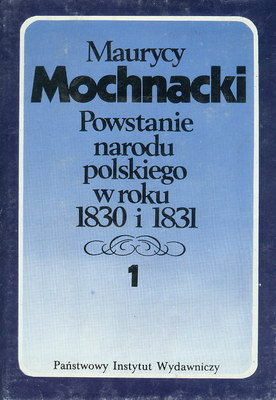 Maurycy
Mochnacki
Powstanie
narodu
polskiego
w roku
1830 i 1831
1
Państwowy Instytut Wydawniczy